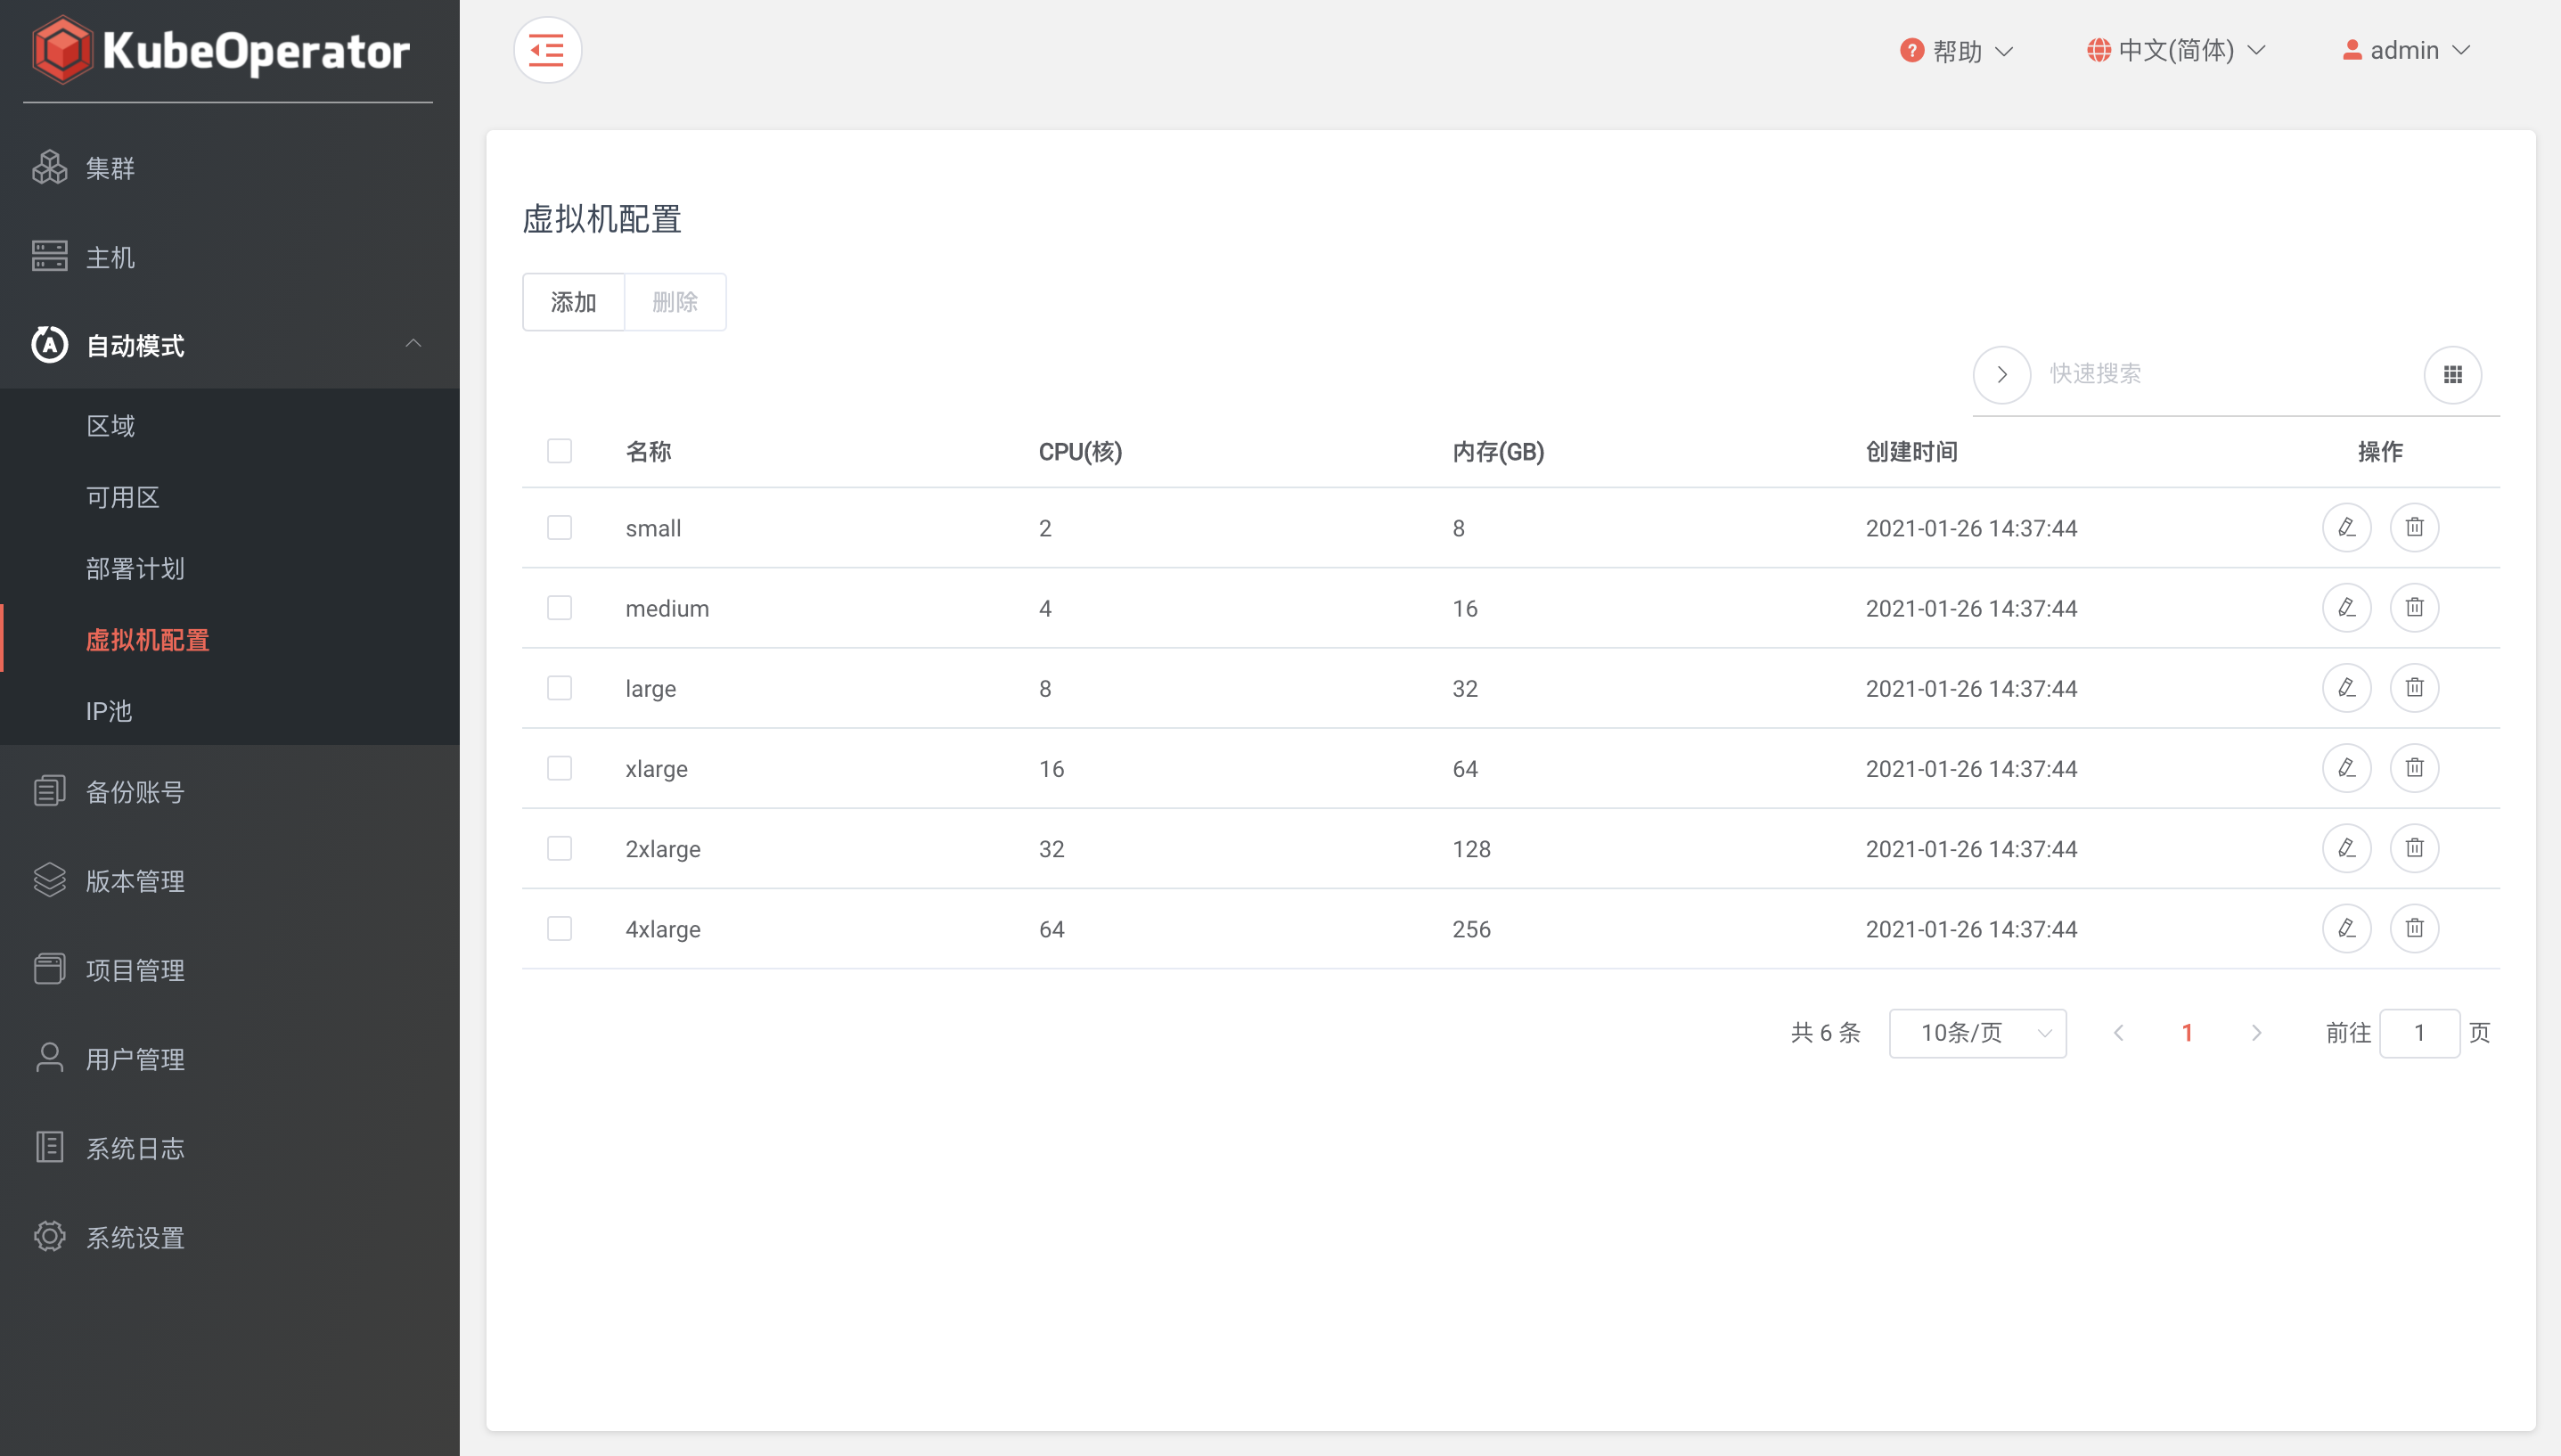 KubeOperator
帮助
中文(简体)
admin
集群
主机
自动模式
区域
可用区
部署计划
虚拟机配置
IP池
备份账号
版本管理
项目管理
用户管理
系统日志
系统设置
虚拟机配置
添加 删除
快速搜索
名称 CPU(核) 内存(GB) 创建时间 操作
small 2 8 2021-01-26 14:37:44
medium 4 16 2021-01-26 14:37:44
large 8 32 2021-01-26 14:37:44
xlarge 16 64 2021-01-26 14:37:44
2xlarge 32 128 2021-01-26 14:37:44
4xlarge 64 256 2021-01-26 14:37:44
共 6 条 10条/页 1 前往 1 页